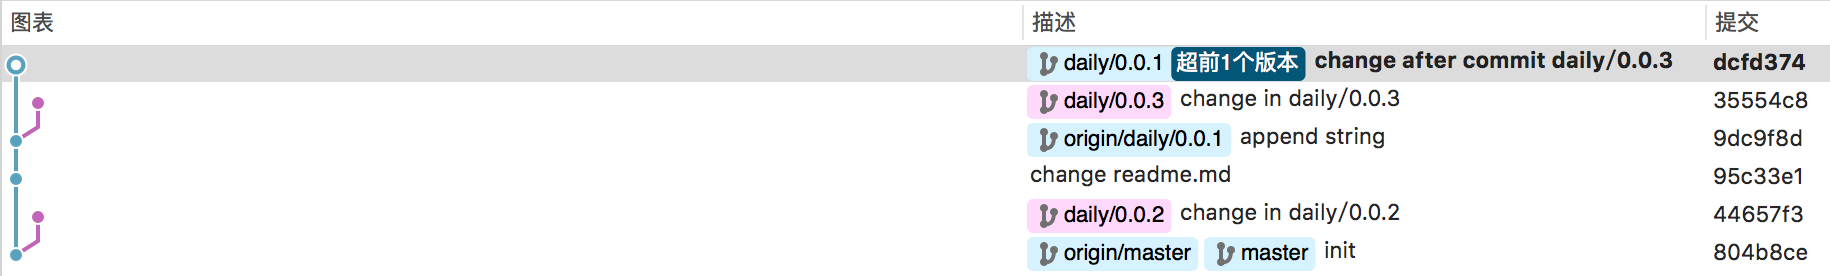 图表 描述 提交
daily/0.0.1 超前1个版本 change after commit daily/0.0.3 dcfd374
daily/0.0.3 change in daily/0.0.3 35554c8
origin/daily/0.0.1 append string 9dc9f8d
change readme.md 95c33e1
daily/0.0.2 change in daily/0.0.2 44657f3
origin/master master init 804b8ce